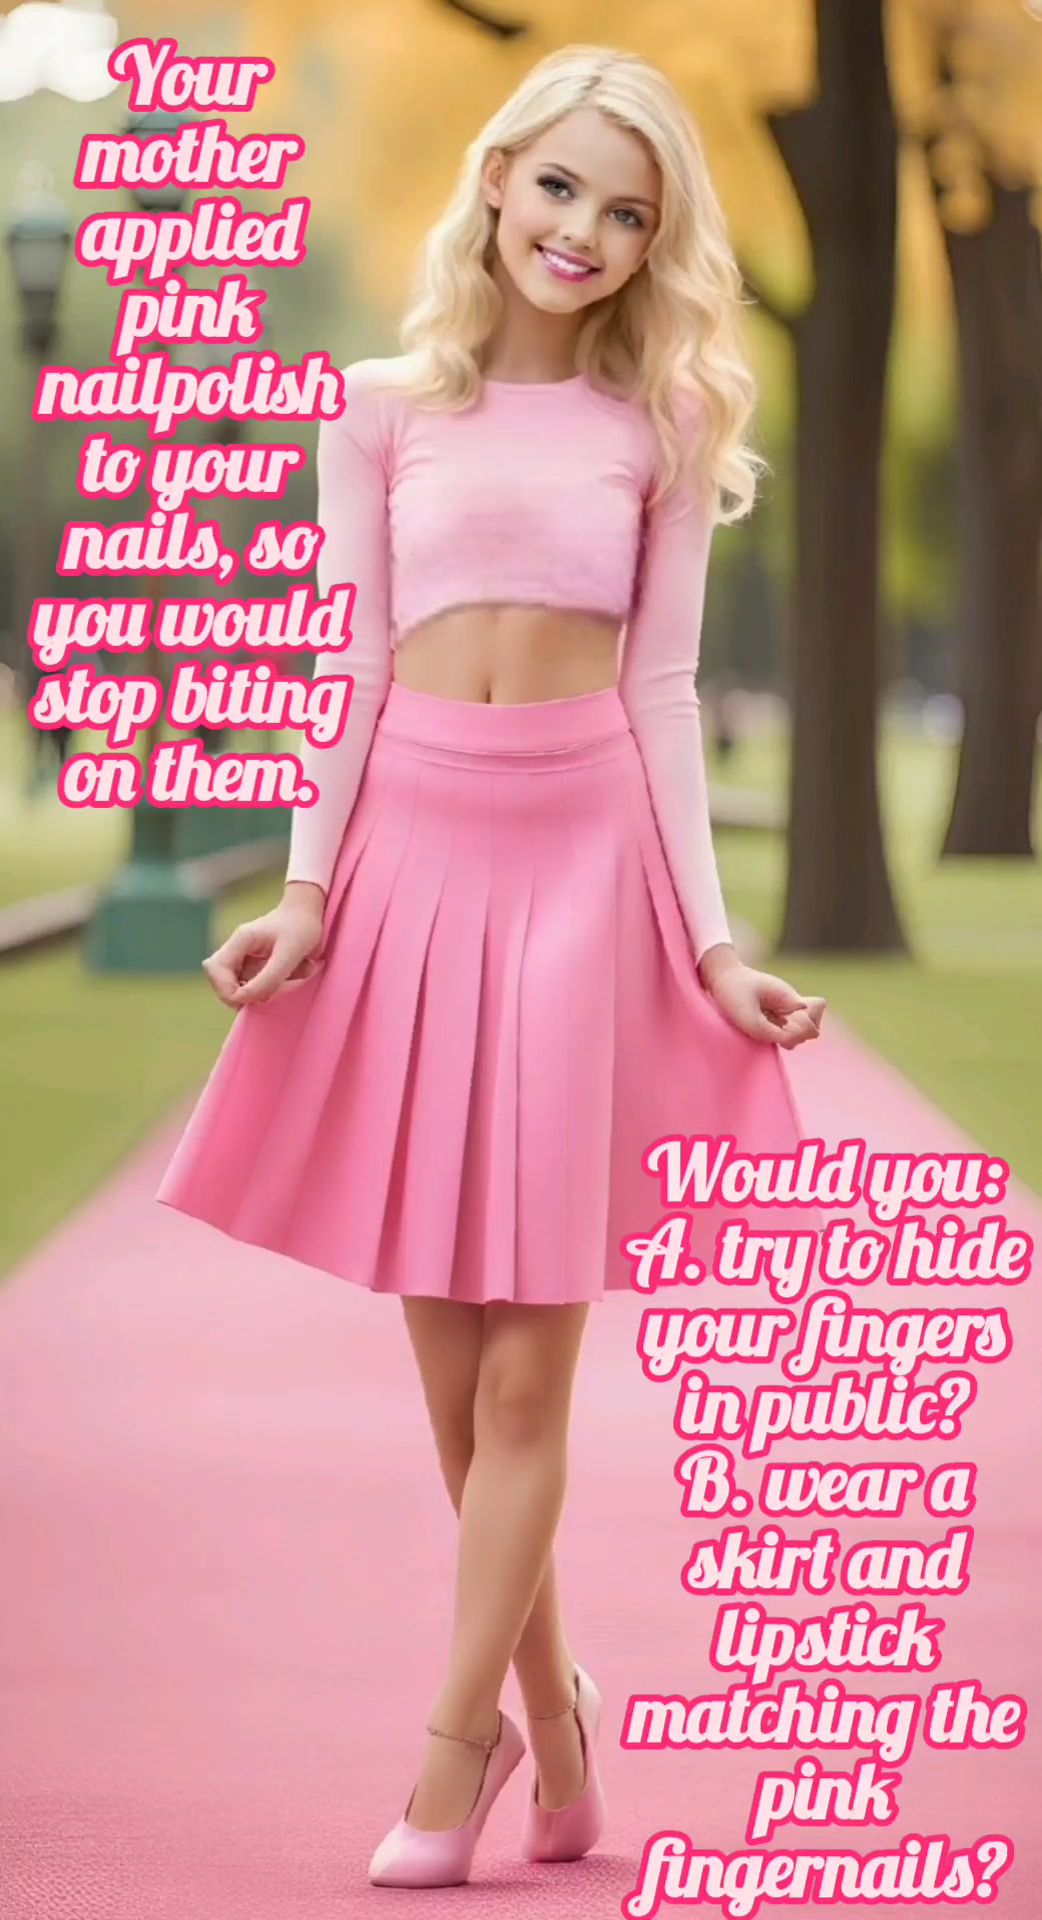 Your
mother
applied
pink
nailpolish
to your
nails, so
you would
stop biting
on them.
Would you:
A. try to hide
your fingers
in public?
B. wear a
skirt and
lipstick
matching the
pink
fingernails?